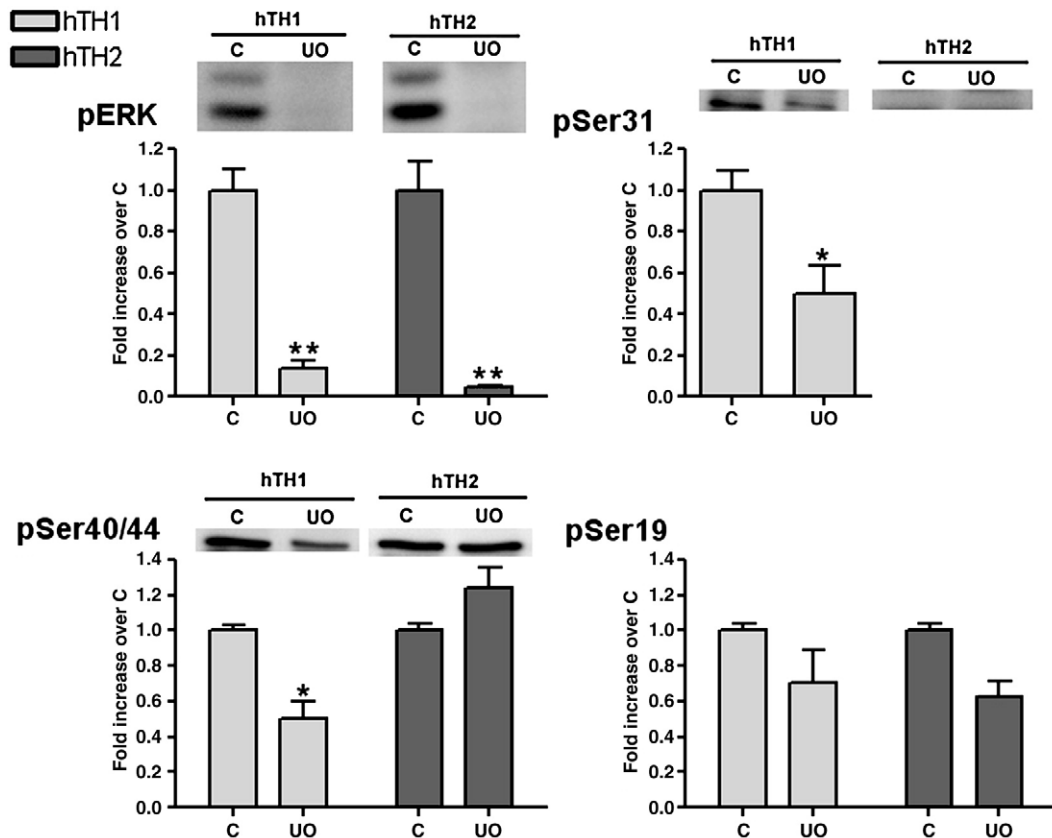 hTH1
hTH2
hTH1 hTH2
C UO C UO
pERK
Fold increase over C
1.2
1.0
0.8
0.6
0.4
0.2
0.0
** **
C UO C UO
hTH1 hTH2
C UO C UO
pSer31
Fold increase over C
1.2
1.0
0.8
0.6
0.4
0.2
0.0
*
C UO
hTH1 hTH2
C UO C UO
pSer40/44
Fold increase over C
1.4
1.2
1.0
0.8
0.6
0.4
0.2
0.0
*
C UO C UO
pSer19
Fold increase over C
1.4
1.2
1.0
0.8
0.6
0.4
0.2
0.0
C UO C UO